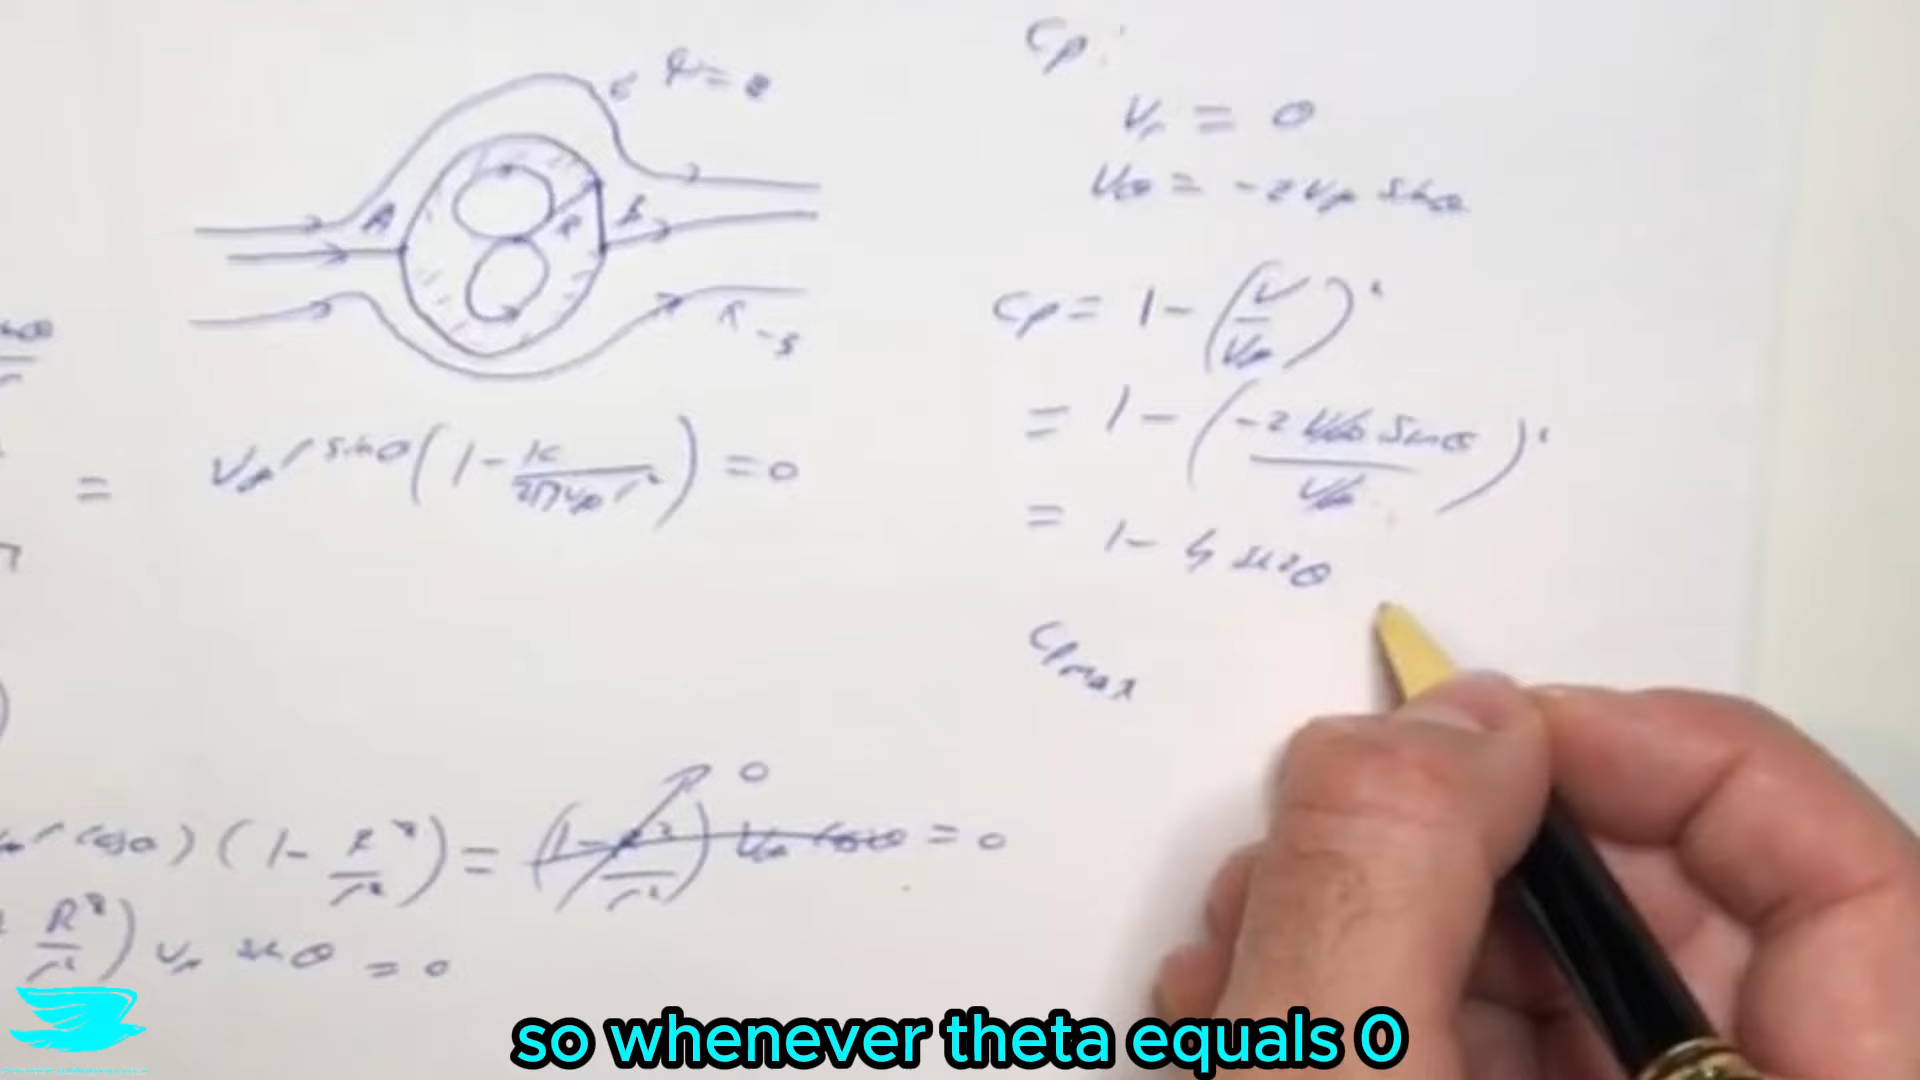 Cp:
ψ = 0
Vr = 0
Vθ = -2V∞ sinθ
A
R
B
Cp = 1 - (V/V∞)²
= 1 - (-2V∞ sinθ / V∞)²
= V∞ r sinθ (1 - K/2πV∞r²) = 0
= 1 - 4 sin²θ
Cpmax
0
cosθ) (1 - R²/r²) = (1 - R²/r²) V∞ cosθ = 0
R²/r²) V∞ sinθ = 0
so whenever theta equals 0